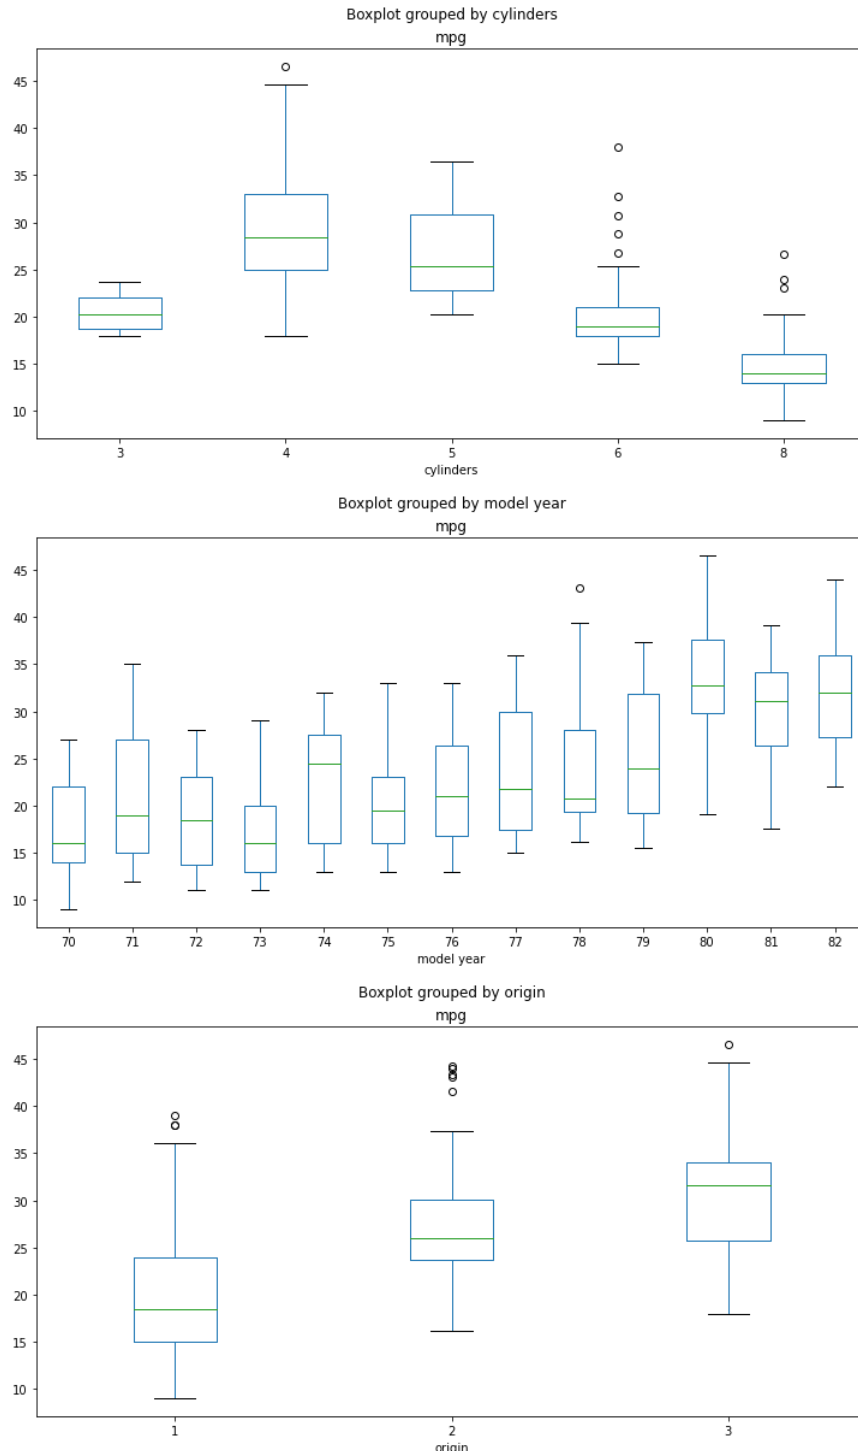 Boxplot grouped by cylinders
mpg
45
40
35
30
25
20
15
10
3 4 5 6 8
cylinders
Boxplot grouped by model year
mpg
45
40
35
30
25
20
15
10
70 71 72 73 74 75 76 77 78 79 80 81 82
model year
Boxplot grouped by origin
mpg
45
40
35
30
25
20
15
10
1 2 3
origin